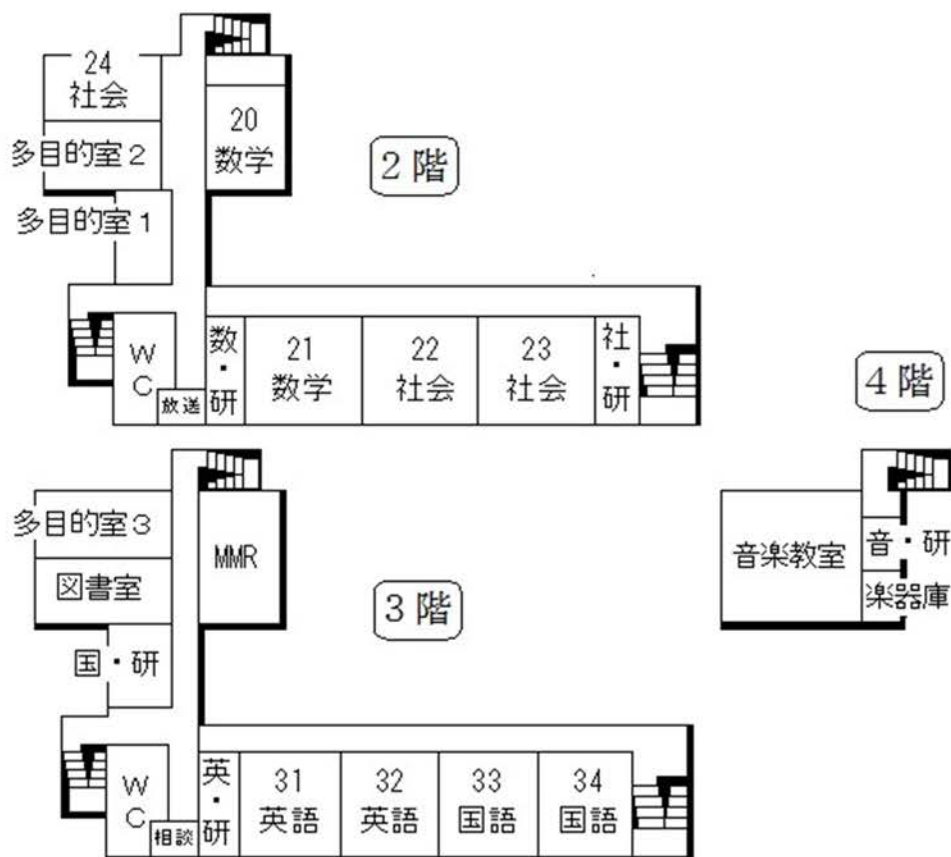 24
社会
20
数学
多目的室2
2階
多目的室1
WC
放送
数・研
21
数学
22
社会
23
社会
社・研
4階
多目的室3
MMR
音楽教室
音・研
図書室
3階
楽器庫
国・研
WC
相談
英・研
31
英語
32
英語
33
国語
34
国語